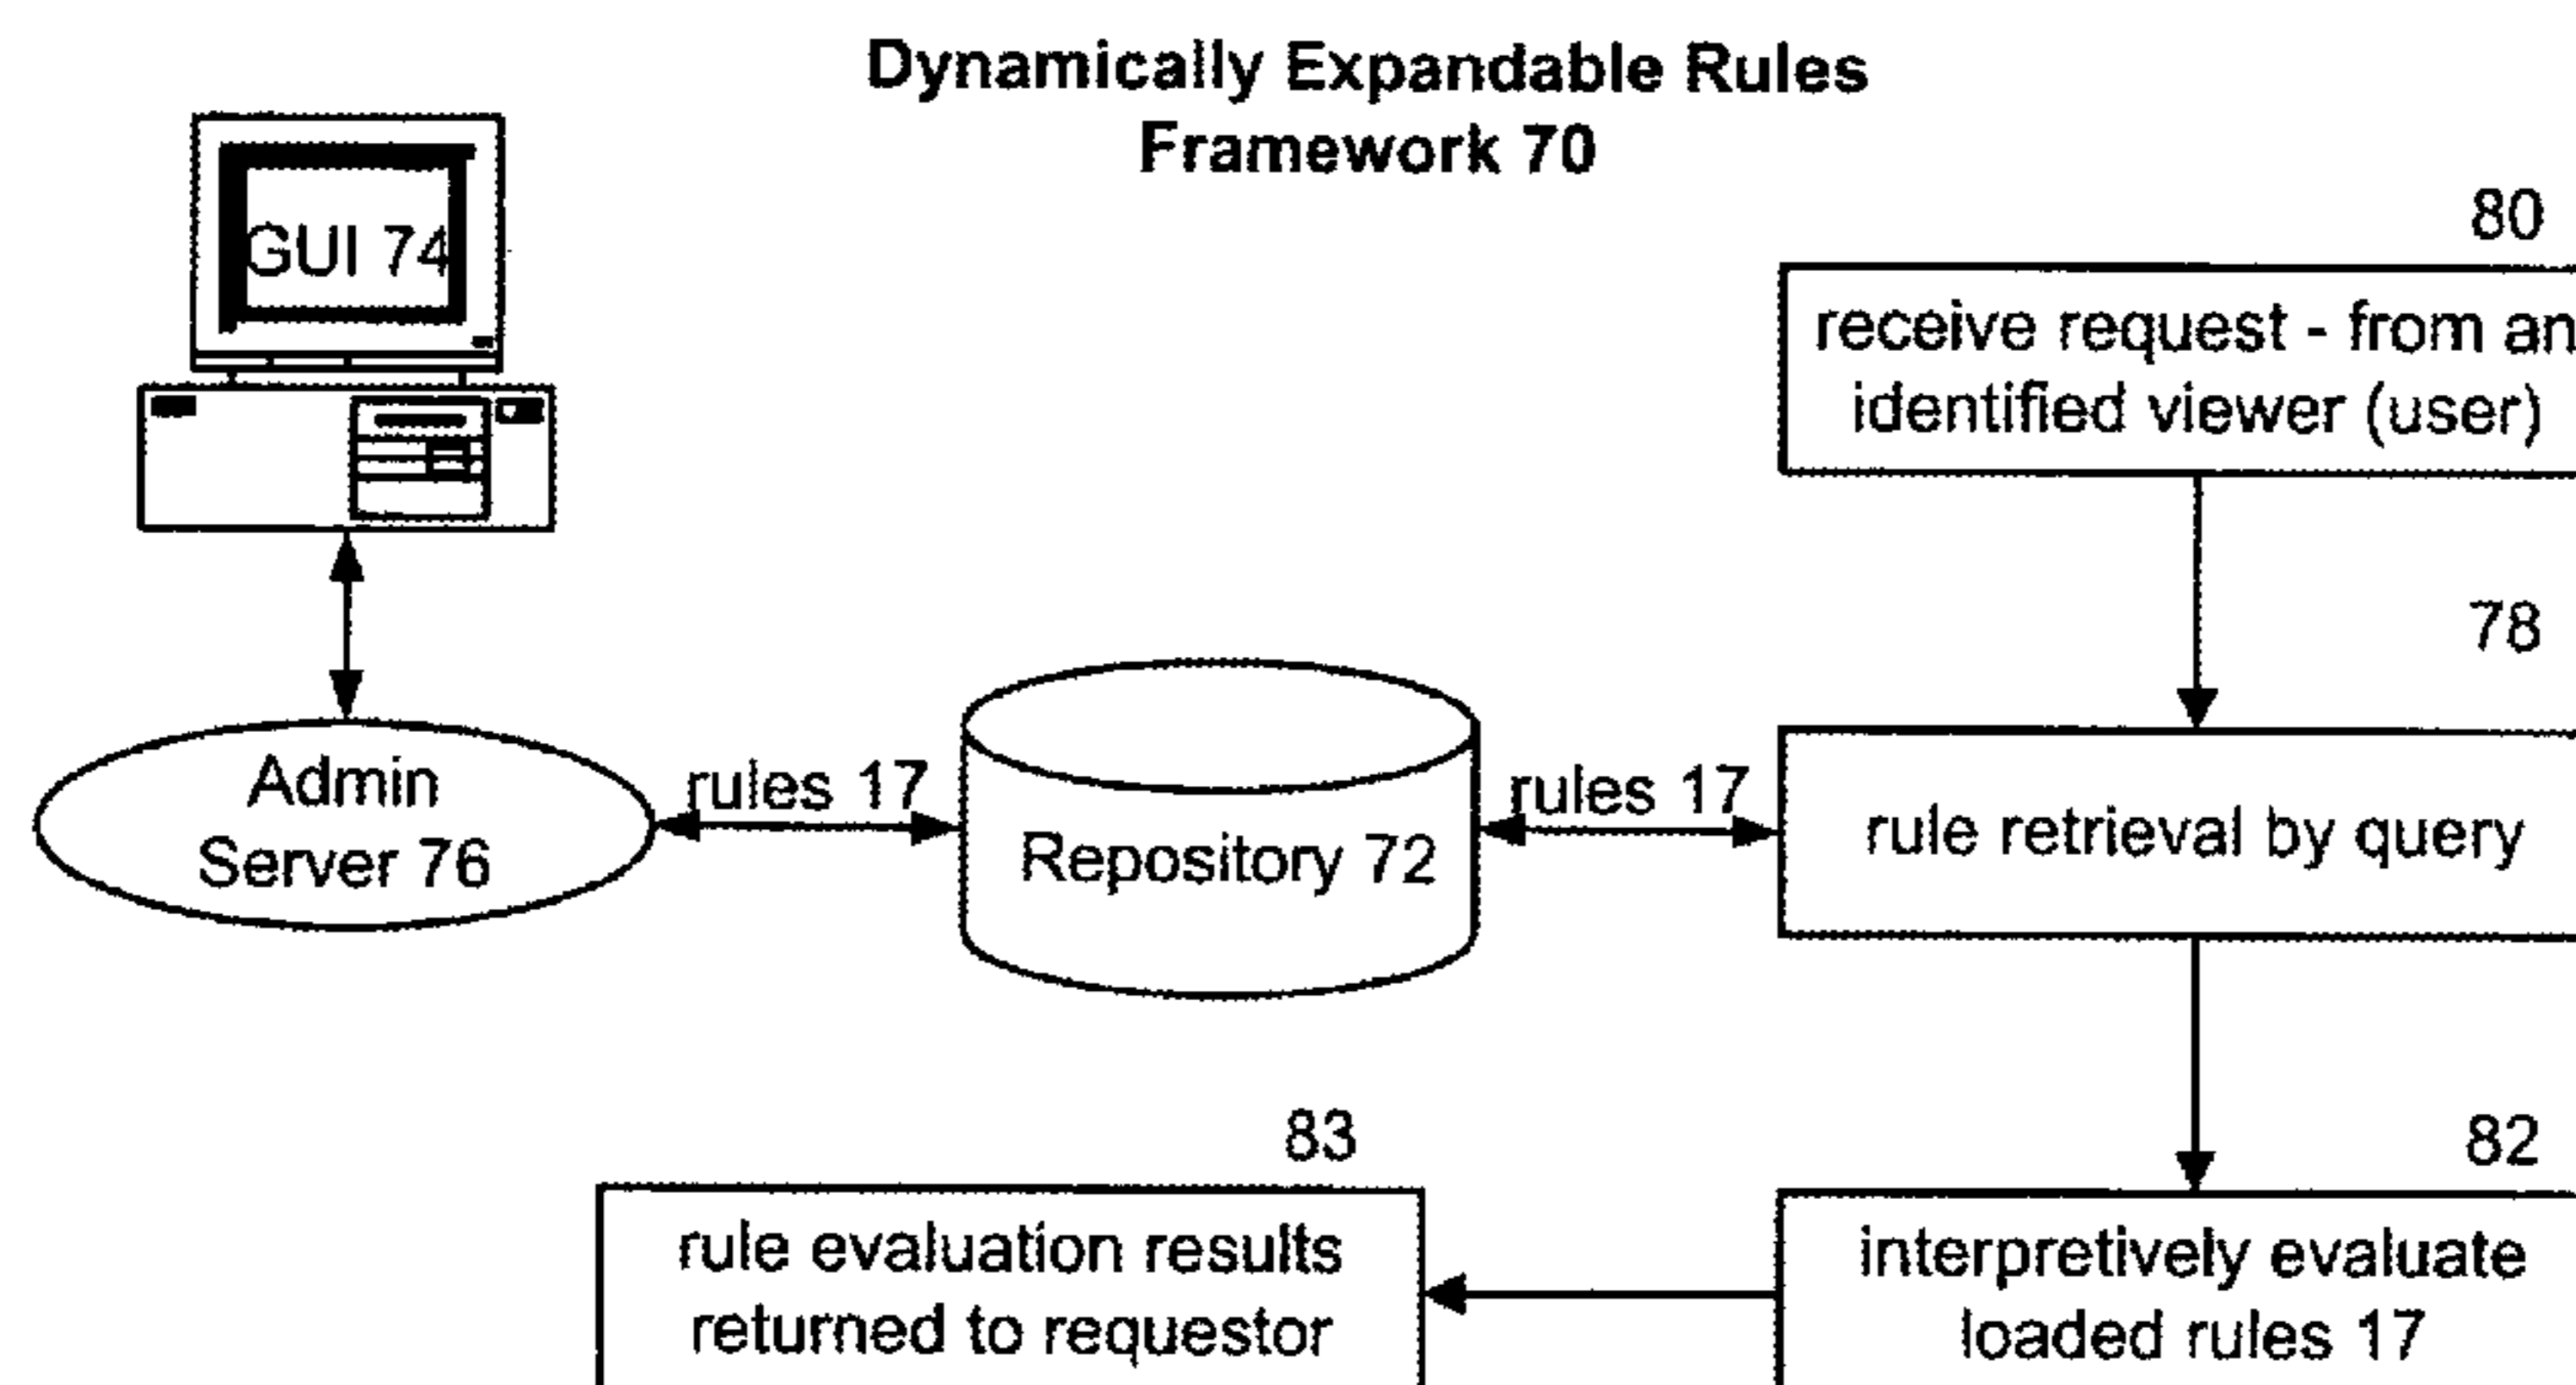 Dynamically Expandable Rules
Framework 70
GUI 74
80
receive request - from an
identified viewer (user)
78
Admin
Server 76
rules 17
Repository 72
rules 17
rule retrieval by query
83
rule evaluation results
returned to requestor
82
interpretively evaluate
loaded rules 17